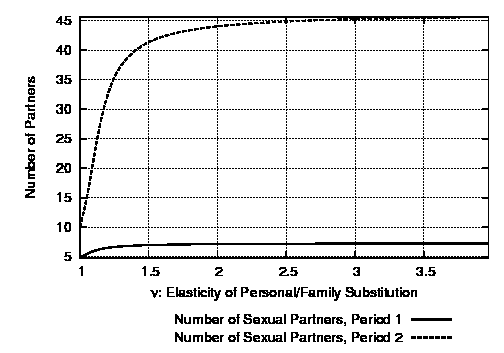 45
40
35
30
25
20
15
10
5
Number of Partners
1 1.5 2 2.5 3 3.5
ν: Elasticity of Personal/Family Substitution
Number of Sexual Partners, Period 1
Number of Sexual Partners, Period 2